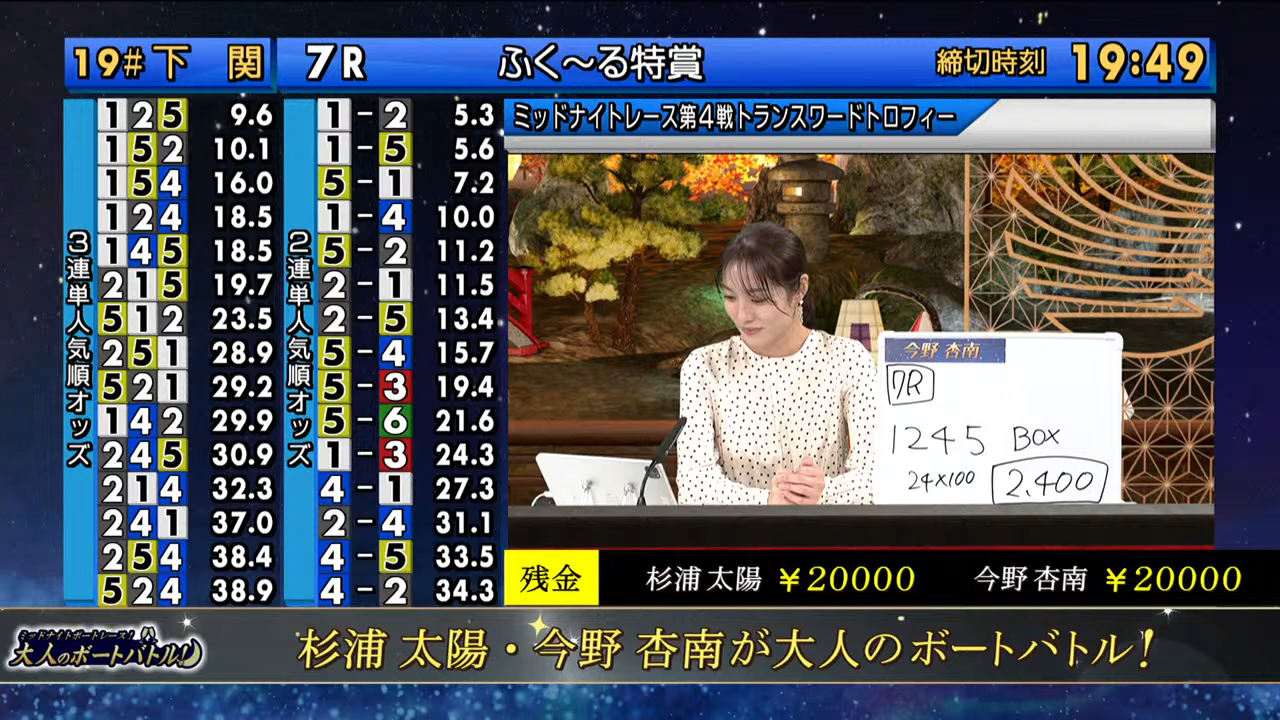 19# 下 関
7R
ふく～る特賞
締切時刻 19:49
3連単人気順オッズ
1 2 5 9.6
1 5 2 10.1
1 5 4 16.0
1 2 4 18.5
1 4 5 18.5
2 1 5 19.7
5 1 2 23.5
2 5 1 28.9
5 2 1 29.2
1 4 2 29.9
2 4 5 30.9
2 1 4 32.3
2 4 1 37.0
2 5 4 38.4
5 2 4 38.9
2連単人気順オッズ
1-2 5.3
1-5 5.6
5-1 7.2
1-4 10.0
5-2 11.2
2-1 11.5
2-5 13.4
5-4 15.7
5-3 19.4
5-6 21.6
1-3 24.3
4-1 27.3
2-4 31.1
4-5 33.5
4-2 34.3
ミッドナイトレース第4戦トランスワードトロフィー
今野 杏南
7R
1245 BOX
24×100 2,400
残金 杉浦 太陽 ￥20000 今野 杏南 ￥20000
ミッドナイトボートレース!
大人のボートバトル!
杉浦 太陽・今野 杏南が大人のボートバトル!